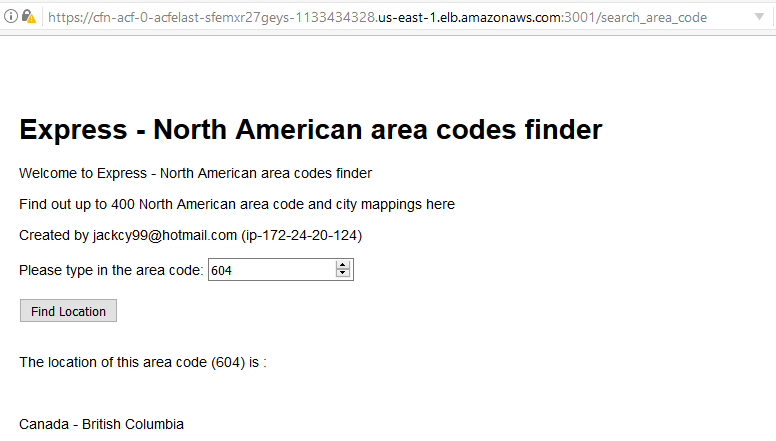 https://cfn-acf-0-acfelast-sfemxr27geys-1133434328.us-east-1.elb.amazonaws.com:3001/search_area_code
Express - North American area codes finder
Welcome to Express - North American area codes finder
Find out up to 400 North American area code and city mappings here
Created by jackcy99@hotmail.com (ip-172-24-20-124)
Please type in the area code: 604
Find Location
The location of this area code (604) is :
Canada - British Columbia